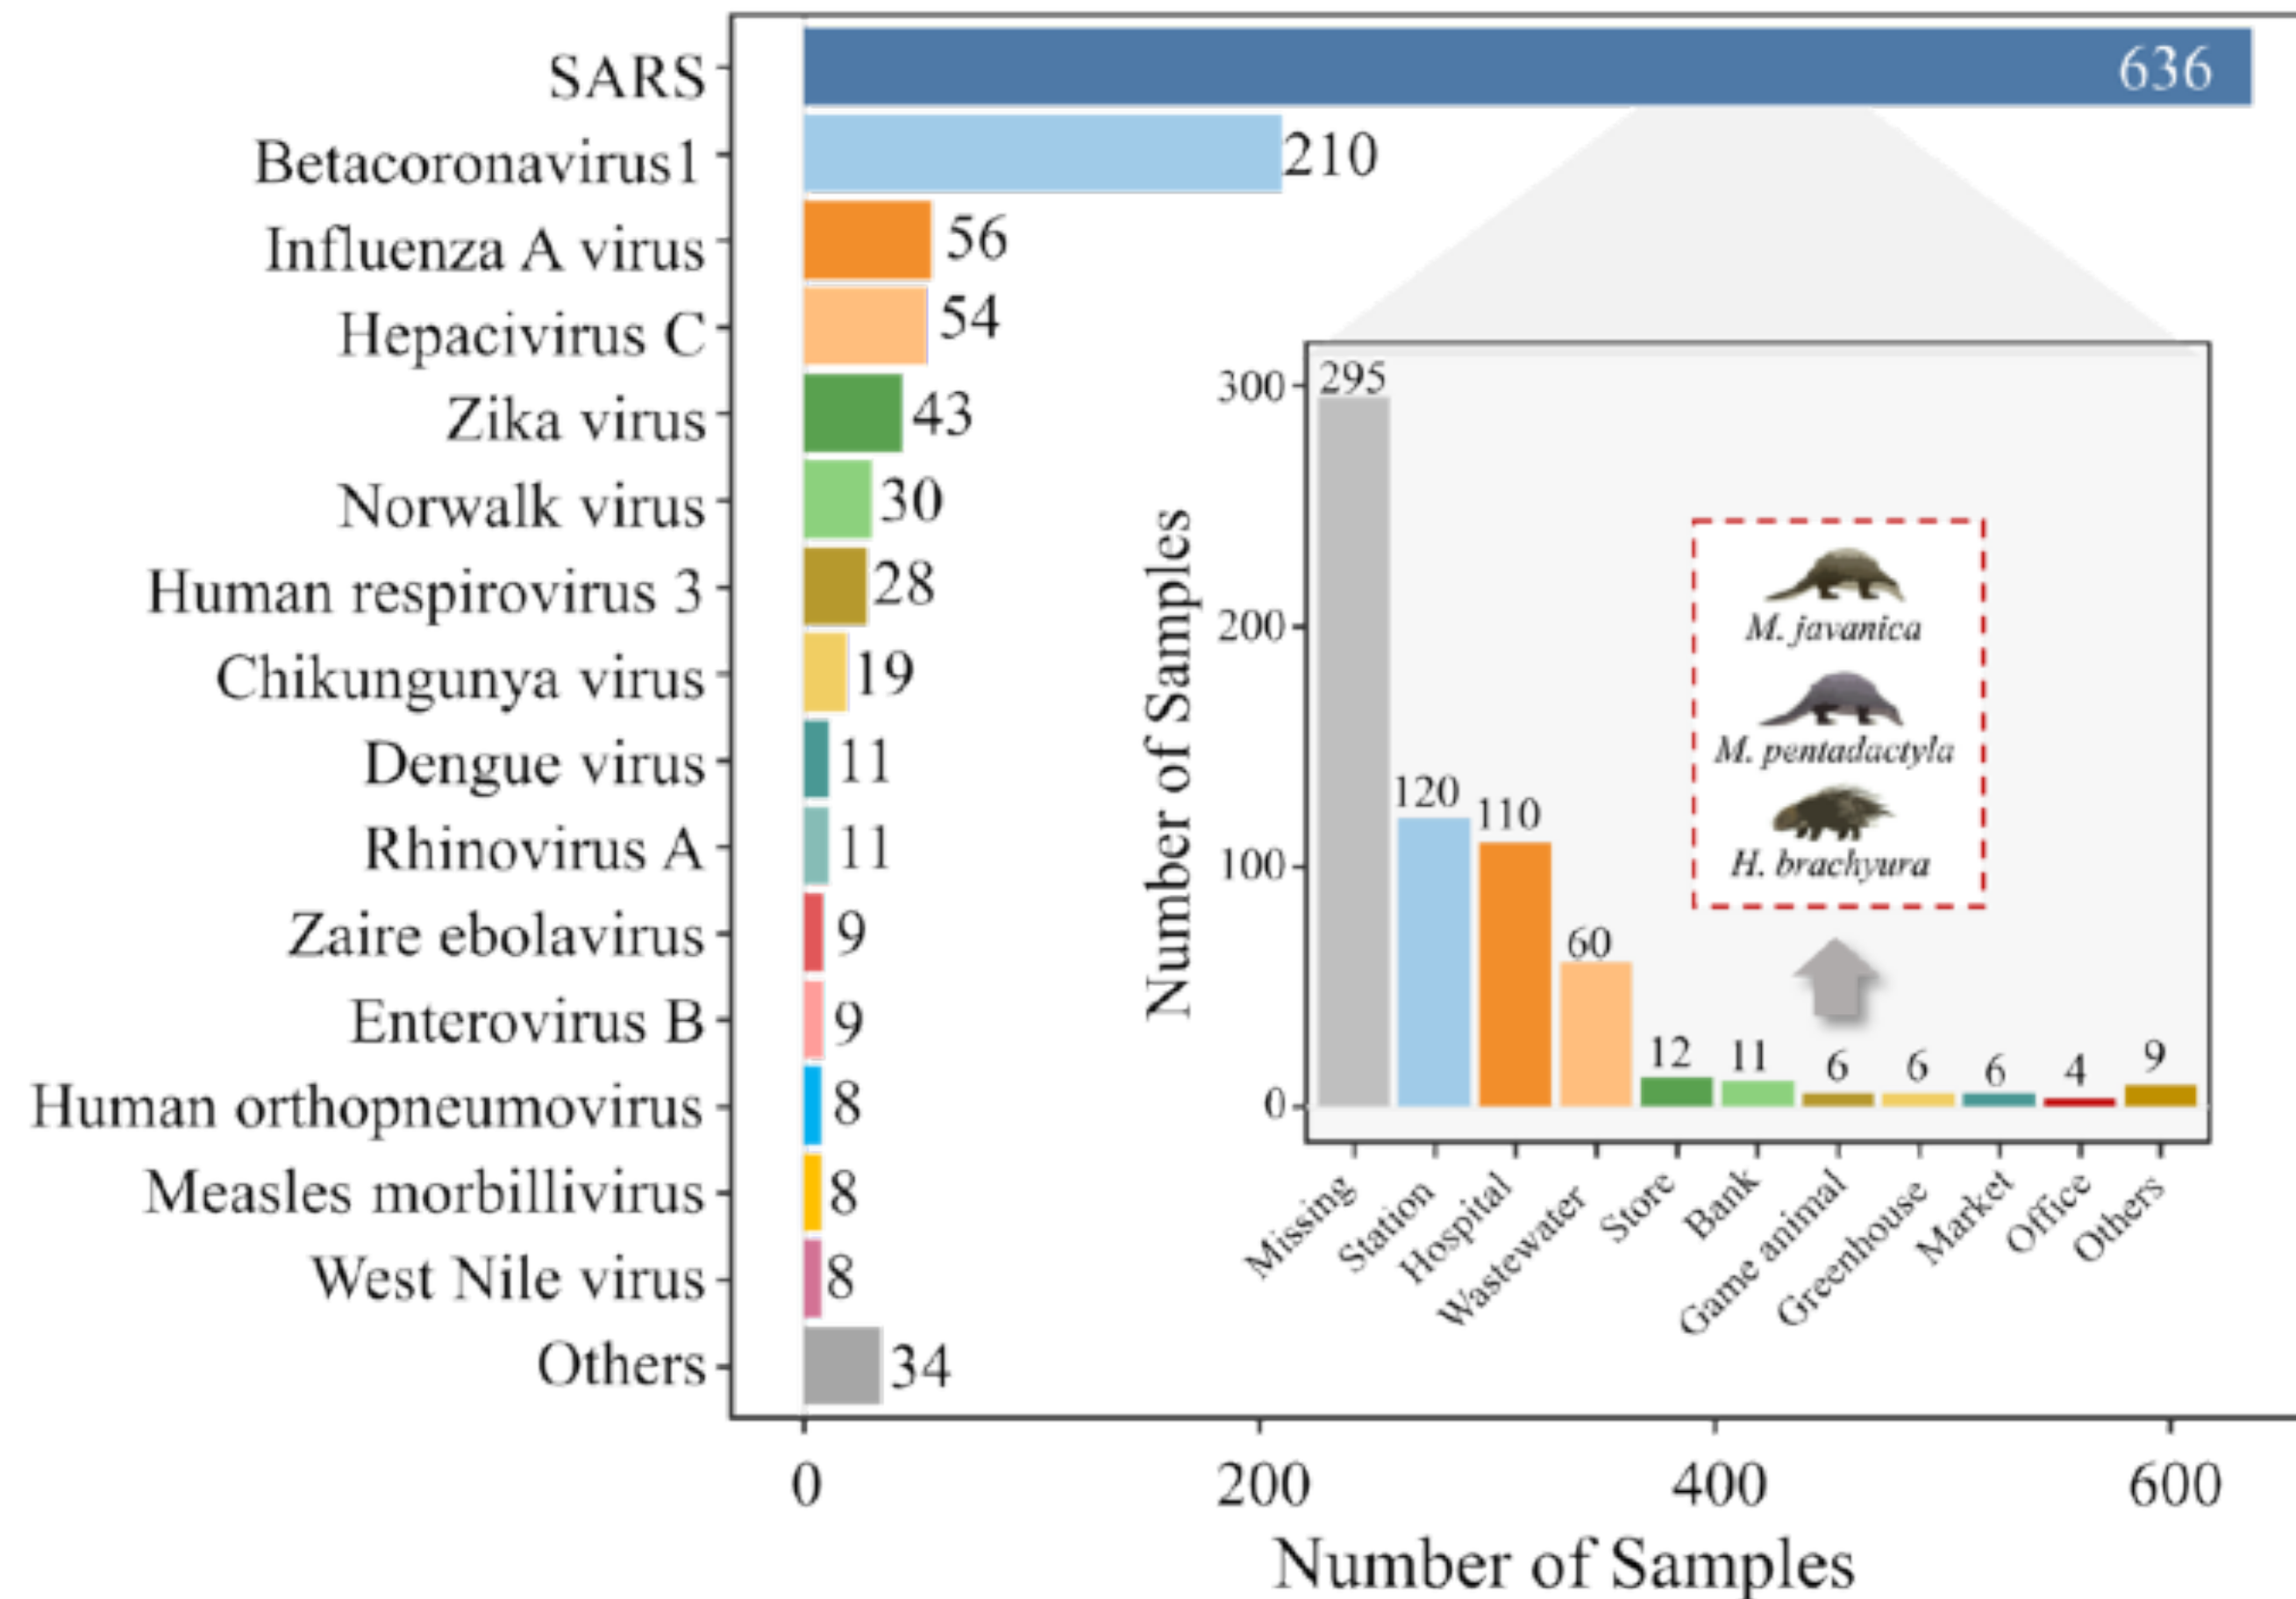 SARS 636
Betacoronavirus1 210
Influenza A virus 56
Hepacivirus C 54
Zika virus 43
Norwalk virus 30
Human respirovirus 3 28
Chikungunya virus 19
Dengue virus 11
Rhinovirus A 11
Zaire ebolavirus 9
Enterovirus B 9
Human orthopneumovirus 8
Measles morbillivirus 8
West Nile virus 8
Others 34
0 200 400 600
Number of Samples
Number of Samples
300
200
100
0
295 120 110 60 12 11 6 6 6 4 9
M. javanica
M. pentadactyla
H. brachyura
Missing
Station
Hospital
Wastewater
Store
Bank
Game animal
Greenhouse
Market
Office
Others